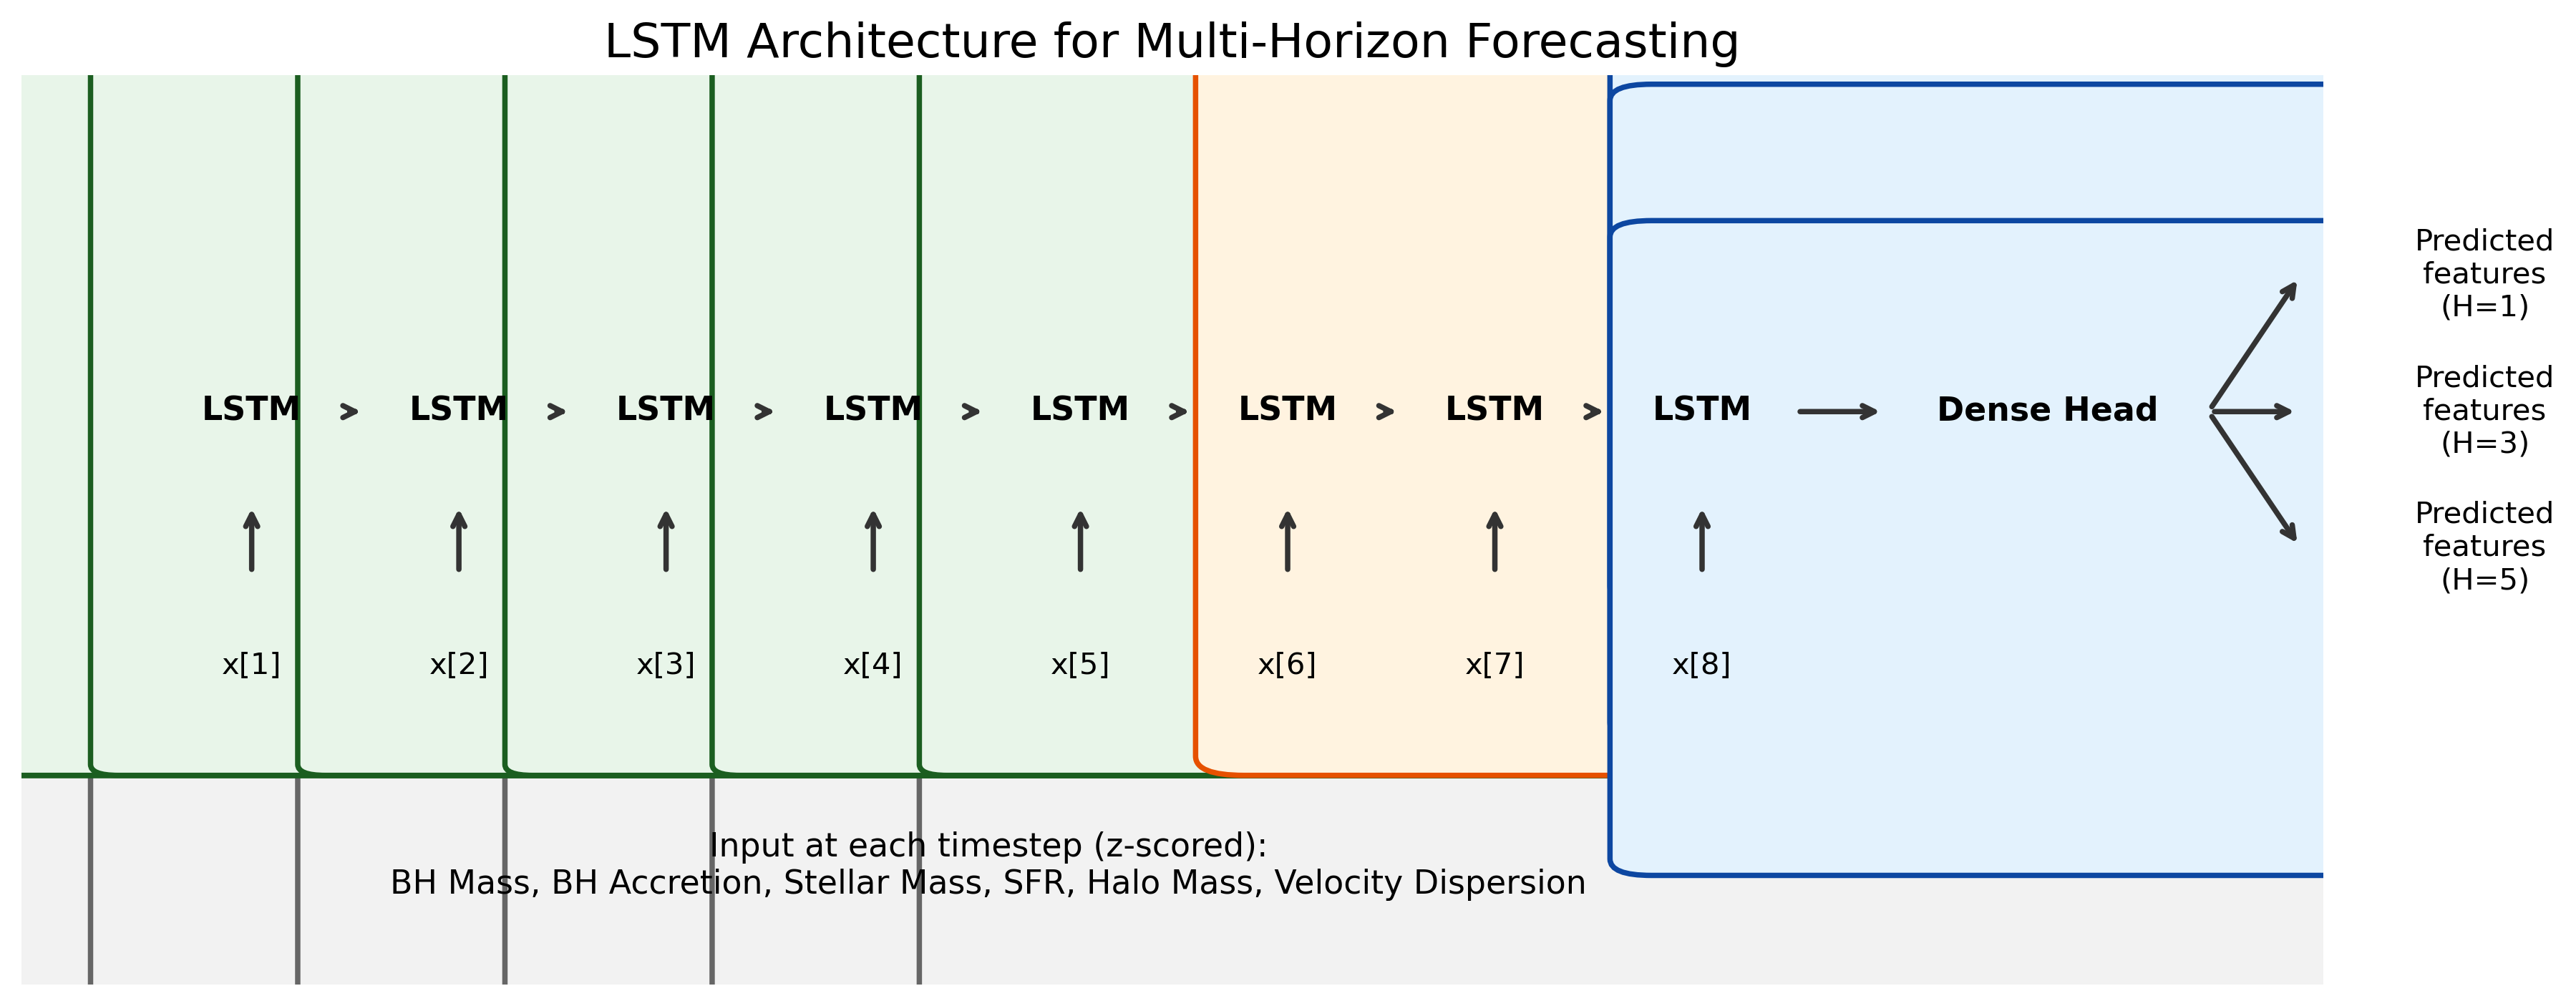 LSTM Architecture for Multi-Horizon Forecasting
Predicted
features
(H=1)
LSTM LSTM LSTM LSTM LSTM LSTM LSTM LSTM Dense Head
Predicted
features
(H=3)
Predicted
features
(H=5)
x[1] x[2] x[3] x[4] x[5] x[6] x[7] x[8]
Input at each timestep (z-scored):
BH Mass, BH Accretion, Stellar Mass, SFR, Halo Mass, Velocity Dispersion